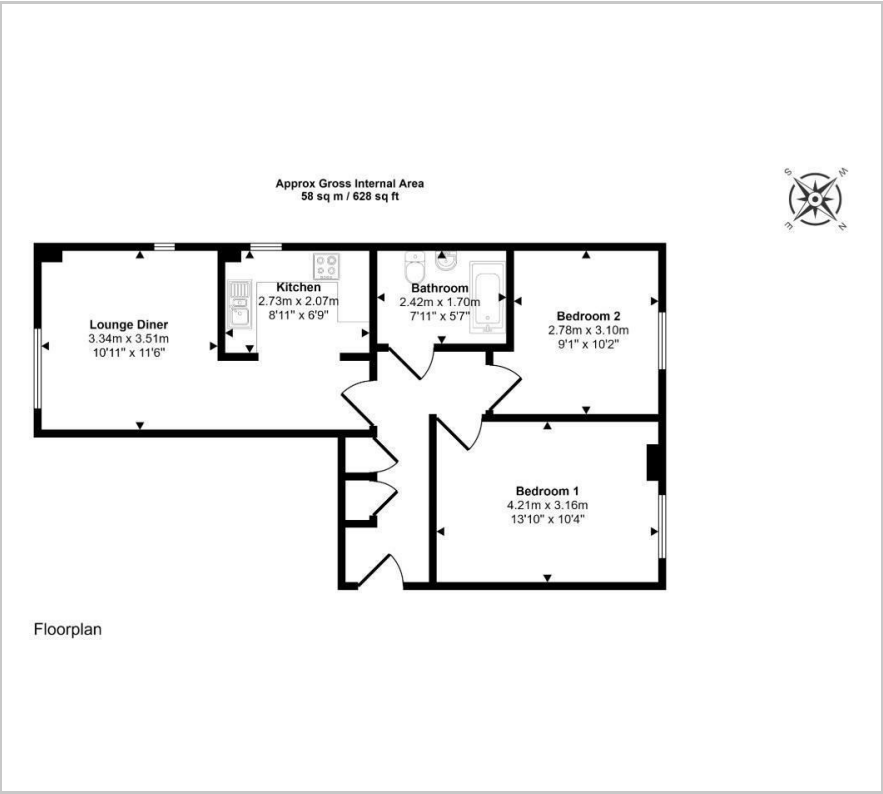 Approx Gross Internal Area
58 sq m / 628 sq ft
S
W
E
N
Lounge Diner
3.34m x 3.51m
10'11" x 11'6"
Kitchen
2.73m x 2.07m
8'11" x 6'9"
Bathroom
2.42m x 1.70m
7'11" x 5'7"
Bedroom 2
2.78m x 3.10m
9'1" x 10'2"
Bedroom 1
4.21m x 3.16m
13'10" x 10'4"
Floorplan